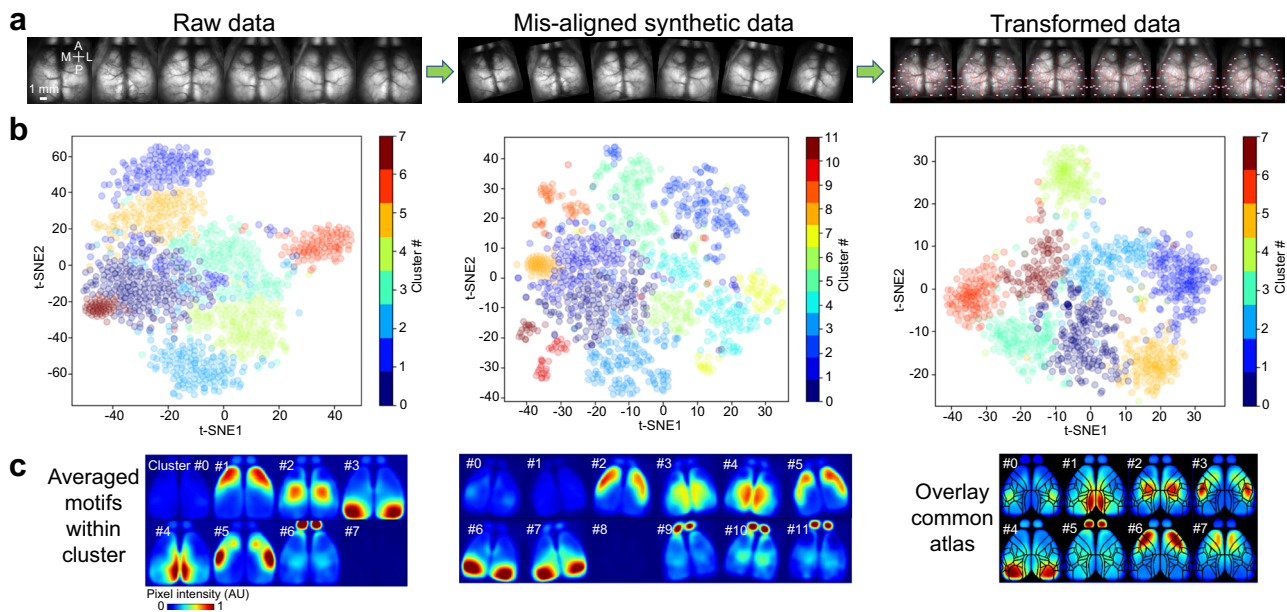 a
Raw data
Mis-aligned synthetic data
Transformed data
A
M L
P
1 mm
b
60
40
20
0
-20
-40
-60
t-SNE2
-40 -20 0 20 40
t-SNE1
7
6
5
4
3
2
1
0
Cluster #
40
30
20
10
0
-10
-20
-30
-40
t-SNE2
-40 -30 -20 -10 0 10 20 30
t-SNE1
11
10
9
8
7
6
5
4
3
2
1
0
Cluster #
30
20
10
0
-10
-20
t-SNE2
-40 -30 -20 -10 0 10 20 30
t-SNE1
7
6
5
4
3
2
1
0
Cluster #
c
Averaged
motifs
within
cluster
Cluster #0 #1 #2 #3
#4 #5 #6 #7
Pixel intensity (AU)
0 1
#0 #1 #2 #3 #4 #5
#6 #7 #8 #9 #10 #11
Overlay
common
atlas
#0 #1 #2 #3
#4 #5 #6 #7